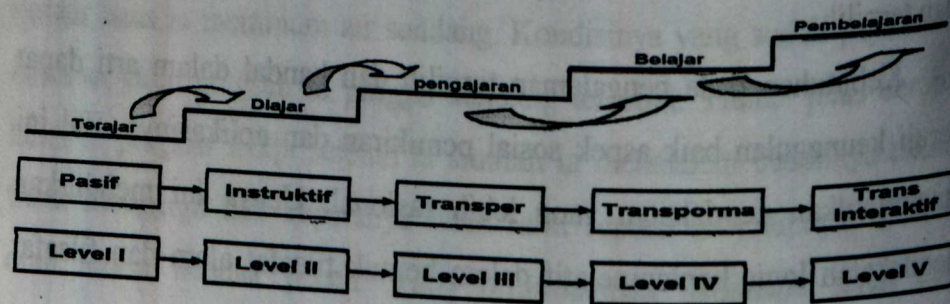 Terajar
Diajar
pengajaran
Belajar
Pembelajaran
Pasif
Instruktif
Transper
Transporma
Trans
Interaktif
Level I
Level II
Level III
Level IV
Level V